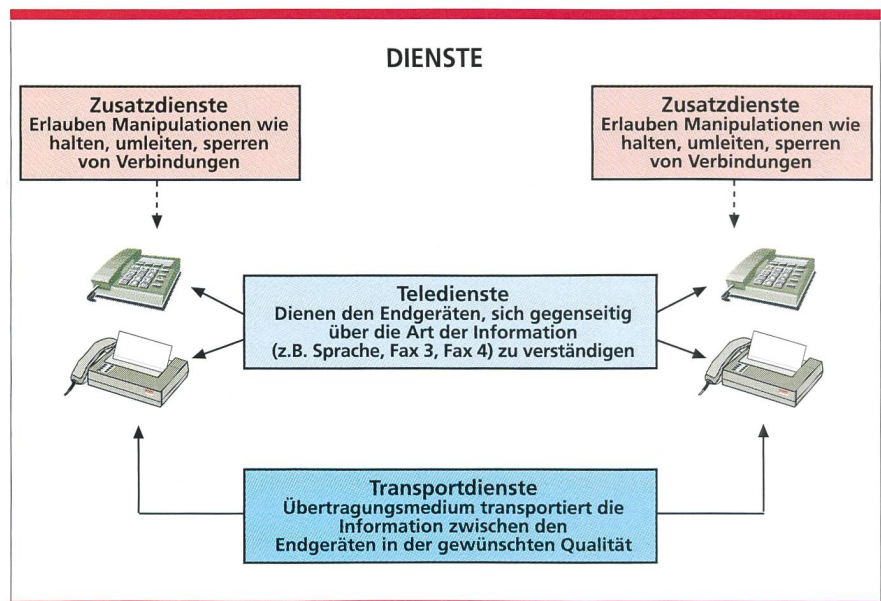 DIENSTE
Zusatzdienste
Erlauben Manipulationen wie
halten, umleiten, sperren
von Verbindungen
Zusatzdienste
Erlauben Manipulationen wie
halten, umleiten, sperren
von Verbindungen
Teledienste
Dienen den Endgeräten, sich gegenseitig
über die Art der Information
(z.B. Sprache, Fax 3, Fax 4) zu verständigen
Transportdienste
Übertragungsmedium transportiert die
Information zwischen den
Endgeräten in der gewünschten Qualität